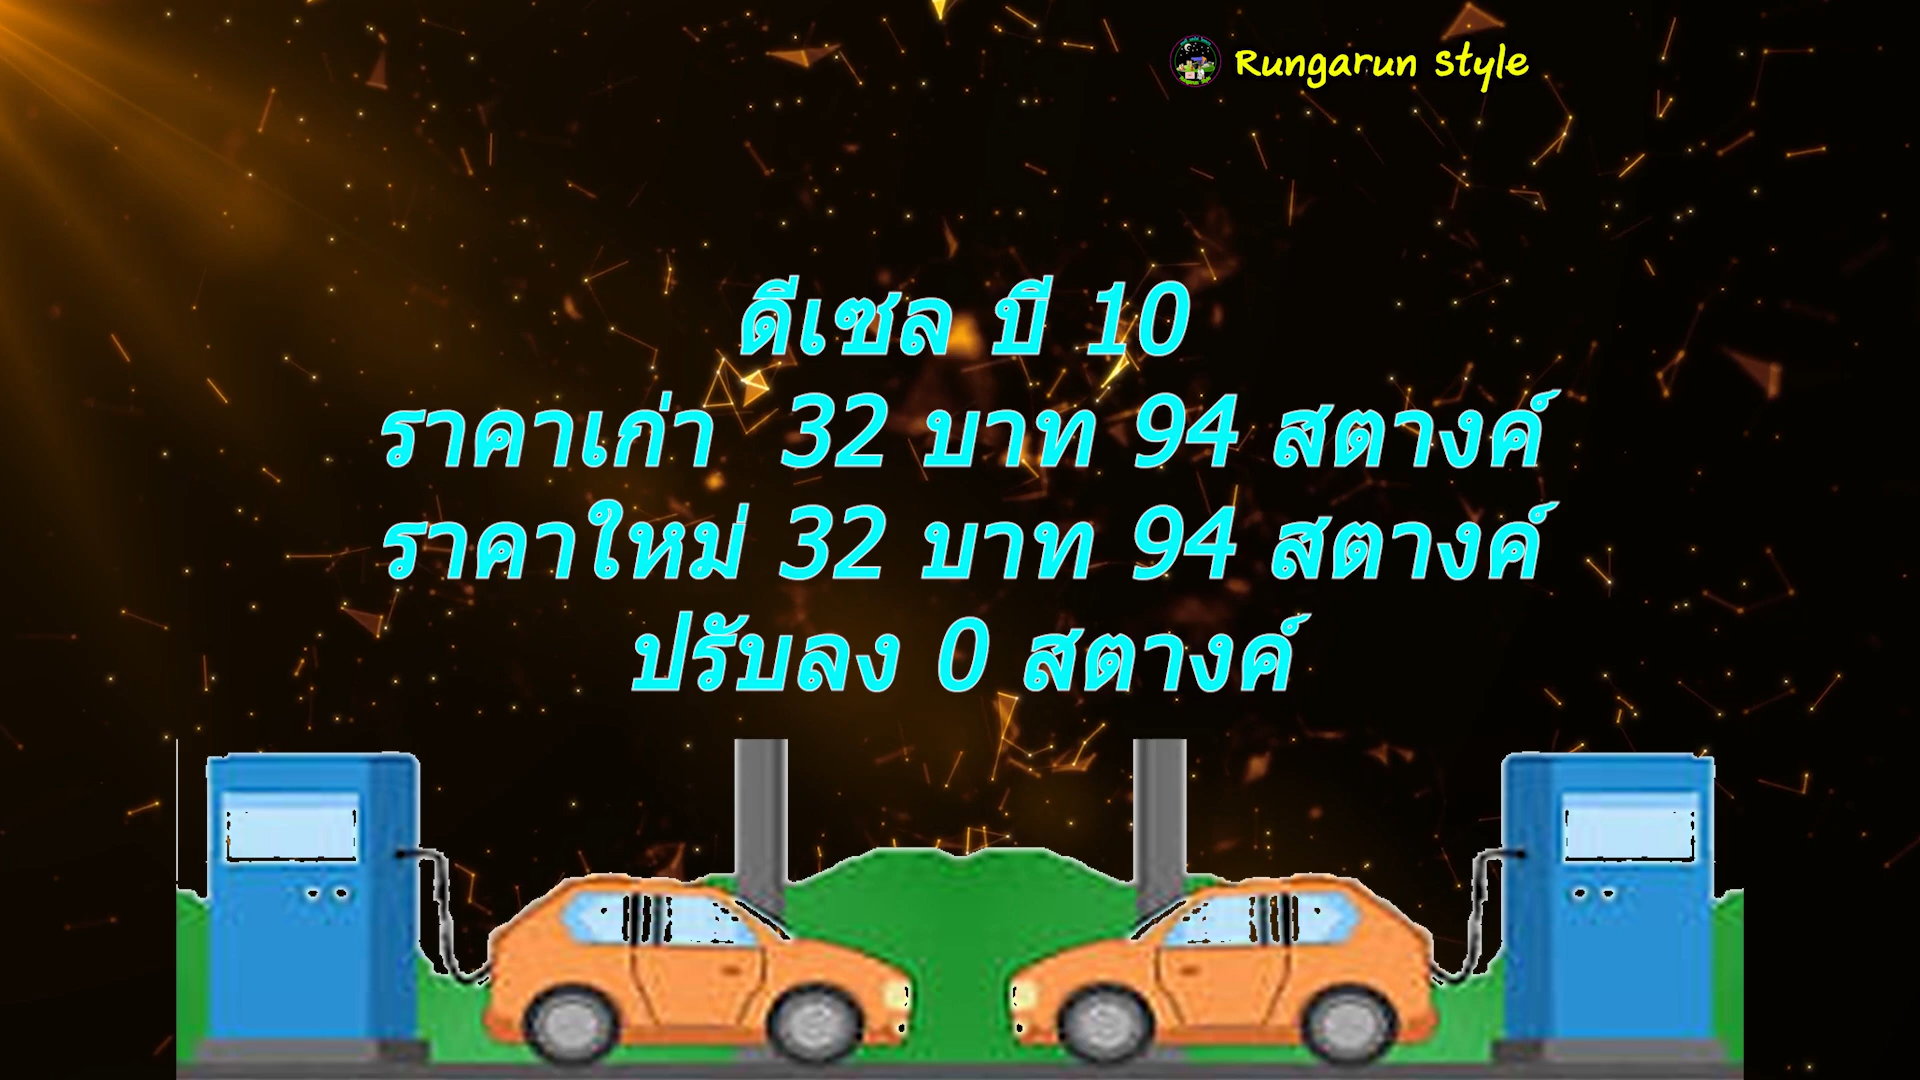 Rungarun Style
ดีเซล บี 10
ราคาเก่า  32 บาท 94 สตางค์
ราคาใหม่ 32 บาท 94 สตางค์
ปรับลง 0 สตางค์